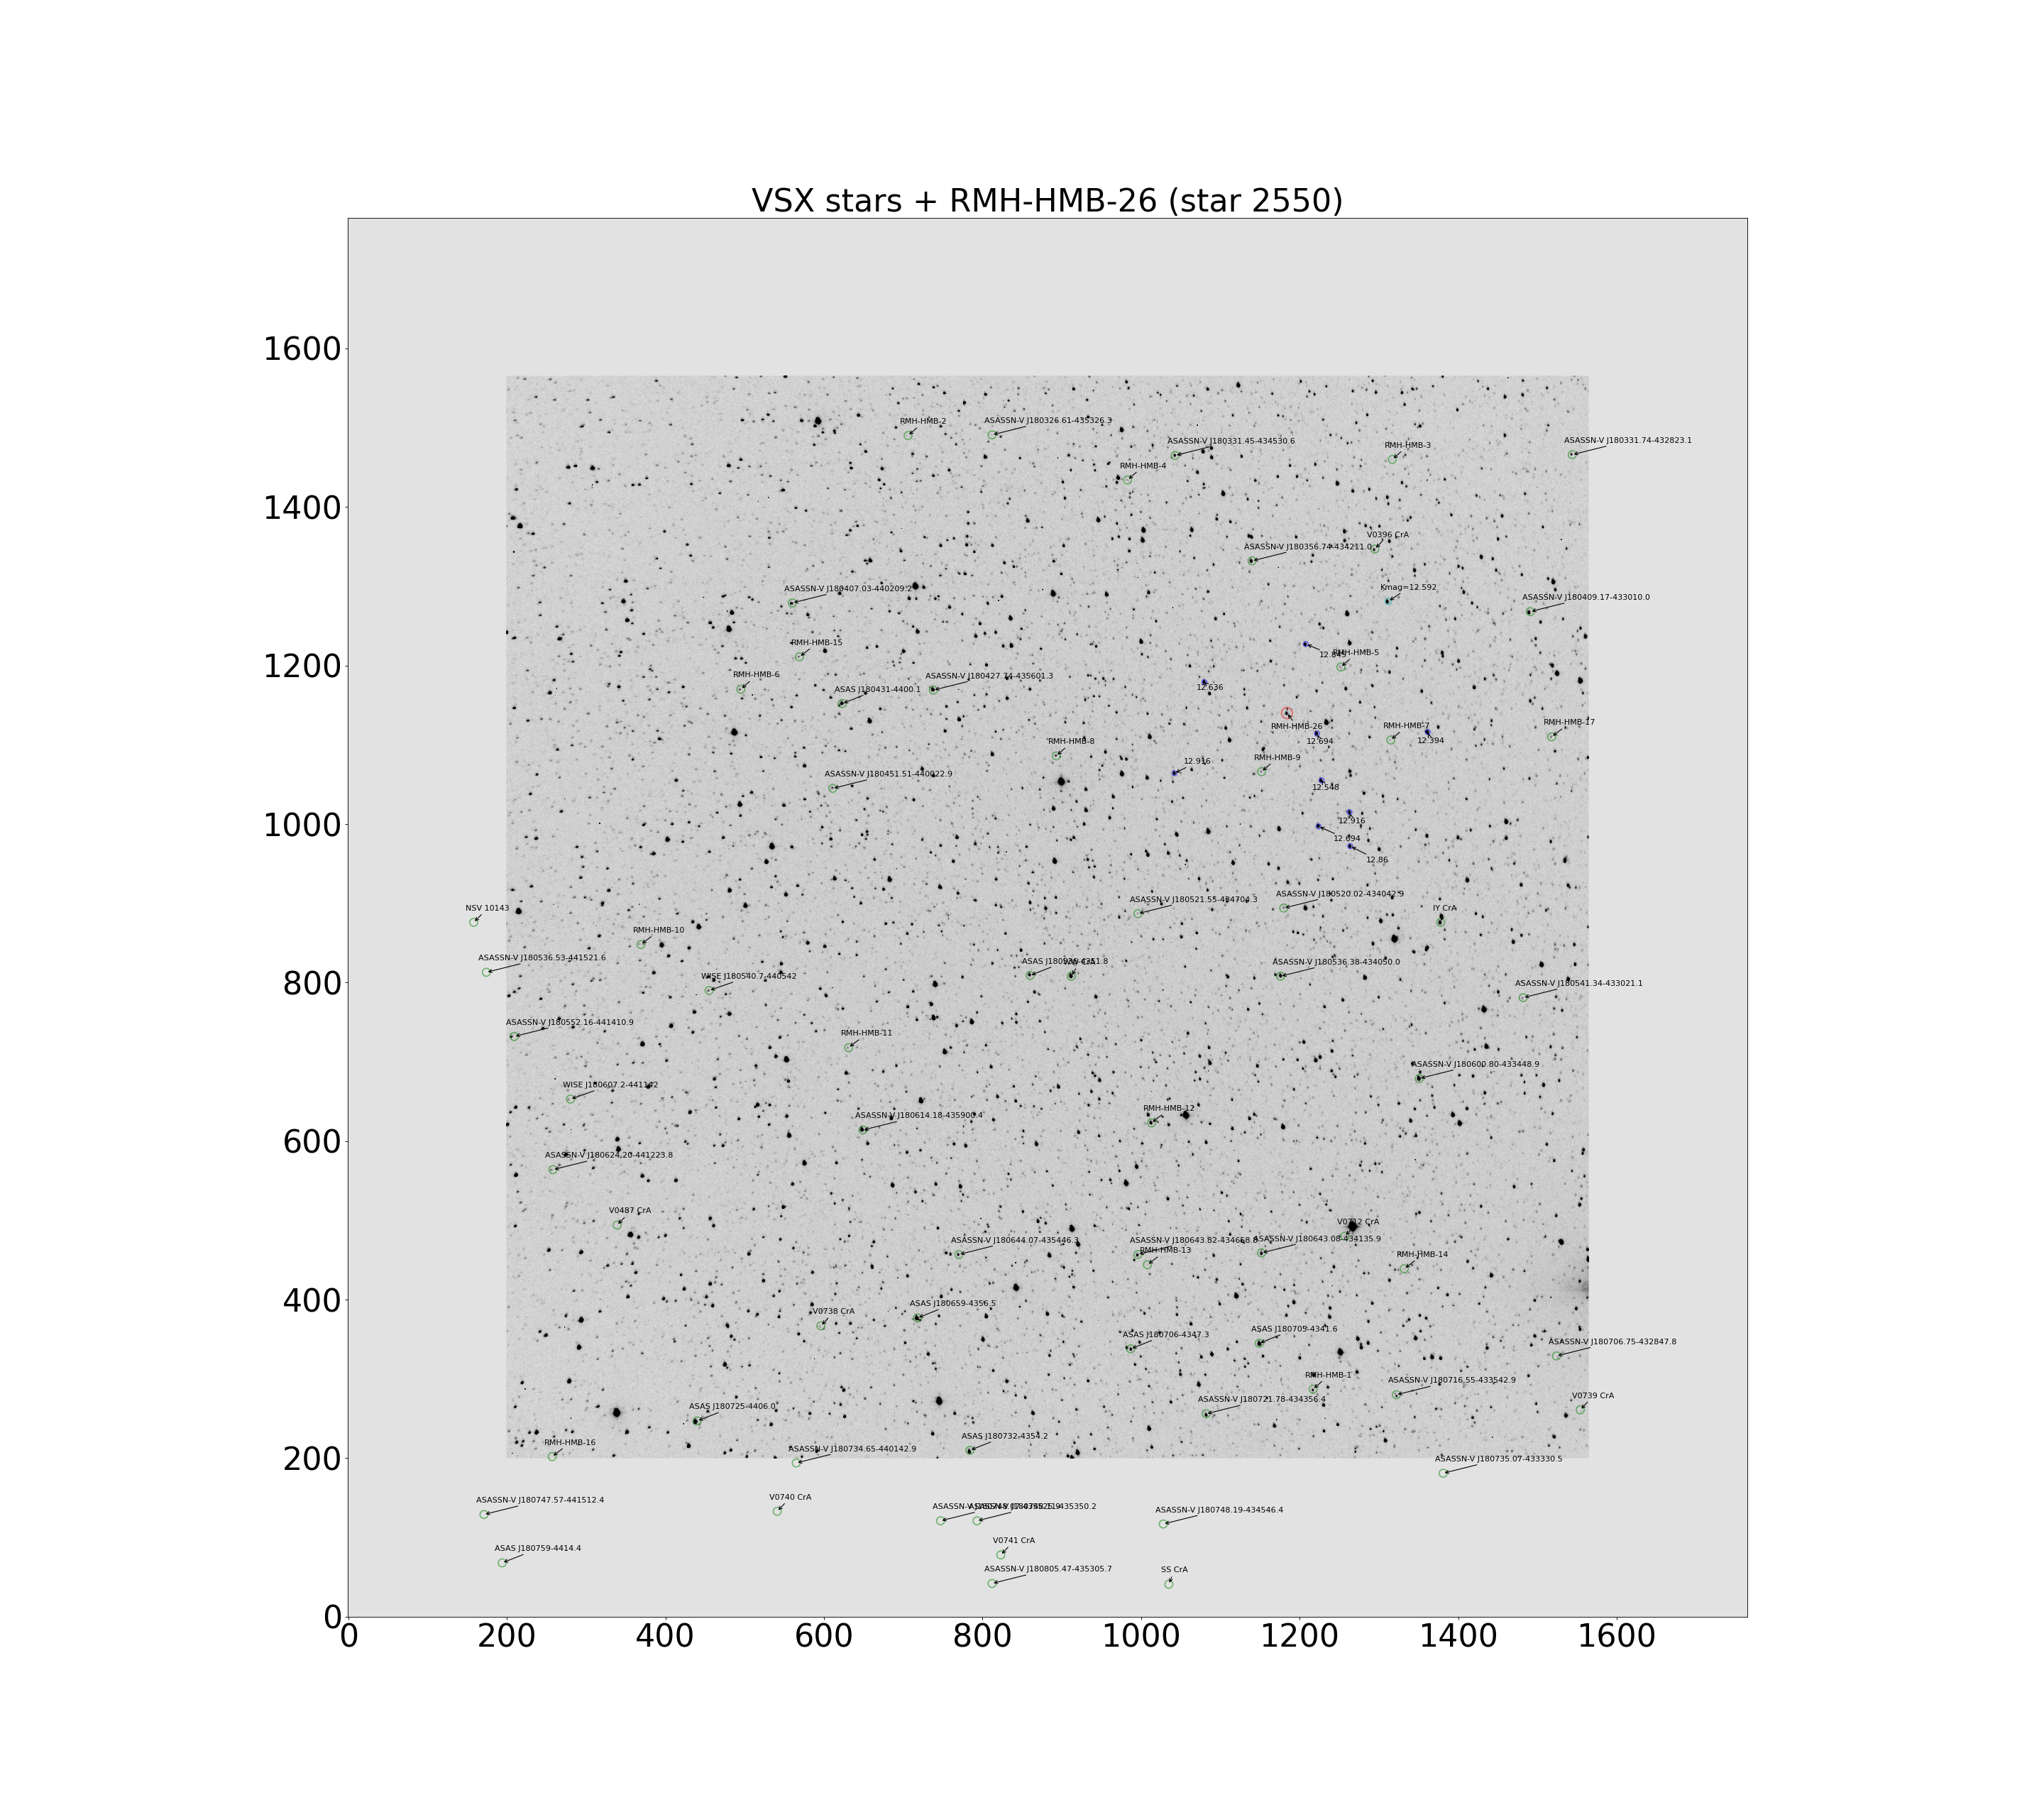 VSX stars + RMH-HMB-26 (star 2550)
1600
RMH-HMB-2
ASASSN-V J180326.61-435326.3
ASASSN-V J180331.45-434530.6
RMH-HMB-3
ASASSN-V J180331.74-432823.1
RMH-HMB-4
1400
V0396 CrA
ASASSN-V J180356.74-434211.0
Kmag=12.592
ASASSN-V J180407.03-440209.2
ASASSN-V J180409.17-433010.0
1200
RMH-HMB-15
RMH-HMB-5
RMH-HMB-6
ASASSN-V J180427.74-435601.3
ASAS J180431-4400.1
12.636
RMH-HMB-26
RMH-HMB-7
RMH-HMB-17
12.694
12.394
RMH-HMB-8
RMH-HMB-9
12.916
ASASSN-V J180451.51-440022.9
12.548
1000
12.916
12.694
12.86
ASASSN-V J180521.55-434704.3
ASASSN-V J180520.02-434042.9
NSV 10143
IY CrA
RMH-HMB-10
ASASSN-V J180536.53-441521.6
ASAS J180
ASASSN-V J180536.38-434050.0
800
WISE J180540.7-440542
ASASSN-V J180541.34-433021.1
ASASSN-V J180552.16-441410.9
RMH-HMB-11
ASASSN-V J180600.80-433448.9
WISE J180607.2-441142
RMH-HMB-12
ASASSN-V J180614.18-435900.4
600
ASASSN-V J180624.20-441223.8
V0487 CrA
CrA
ASASSN-V J180644.07-435446.3
ASASSN-V J180643.82-434658.8
ASASSN-V J180643.08-434135.9
RMH-HMB-13
RMH-HMB-14
400
V0738 CrA
ASAS J180659-4356.5
ASAS J180706-4347.3
ASAS J180709-4341.6
ASASSN-V J180706.75-432847.8
RMH-HMB-1
ASASSN-V J180716.55-433542.9
V0739 CrA
ASASSN-V J180721.78-434356.4
ASAS J180725-4406.0
ASAS J180732-4354.2
RMH-HMB-16
ASASSN-V J180734.65-440142.9
200
ASASSN-V J180735.07-433330.5
ASASSN-V J180747.57-441512.4
V0740 CrA
ASASSN-V
ASASSN-V J180748.19-434546.4
V0741 CrA
ASAS J180759-4414.4
ASASSN-V J180805.47-435305.7
SS CrA
0
0 200 400 600 800 1000 1200 1400 1600